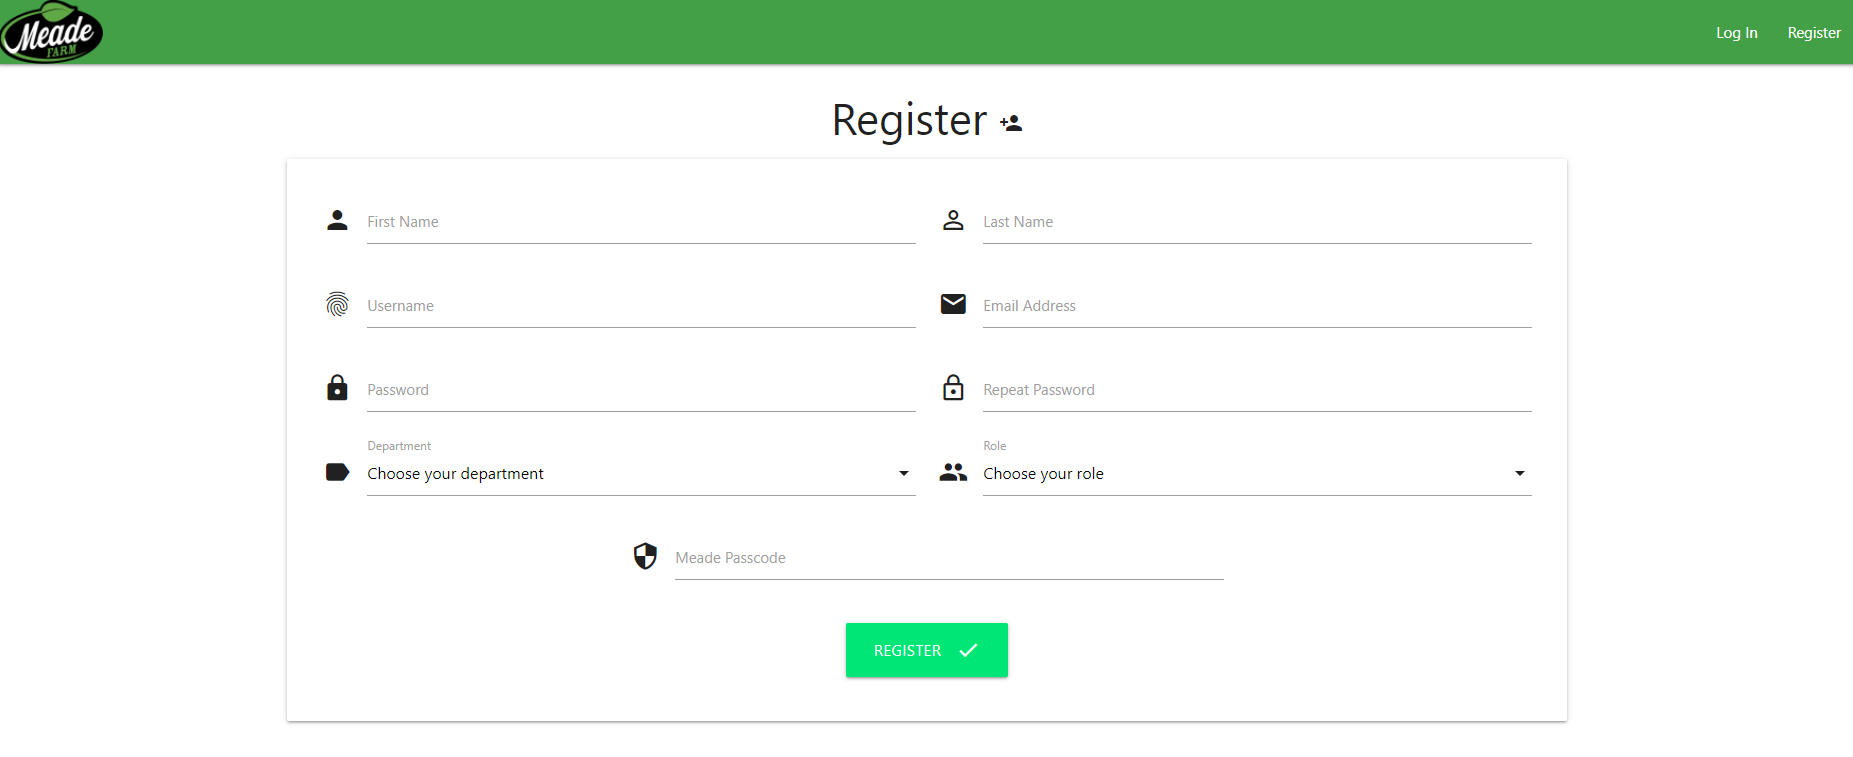 Meade
FARM
Log In
Register
Register
First Name
Last Name
Username
Email Address
Password
Repeat Password
Department
Role
Choose your department
Choose your role
Meade Passcode
REGISTER